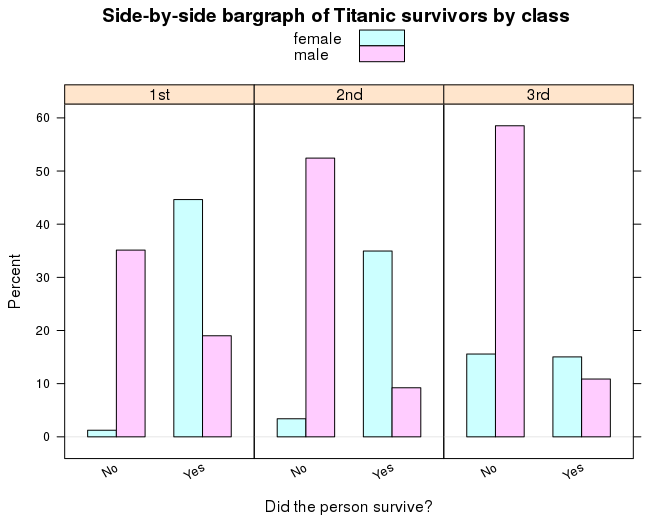 Side-by-side bargraph of Titanic survivors by class
female
male
1st 2nd 3rd
60
50
40
30
20
10
0
Percent
No Yes No Yes No Yes
Did the person survive?